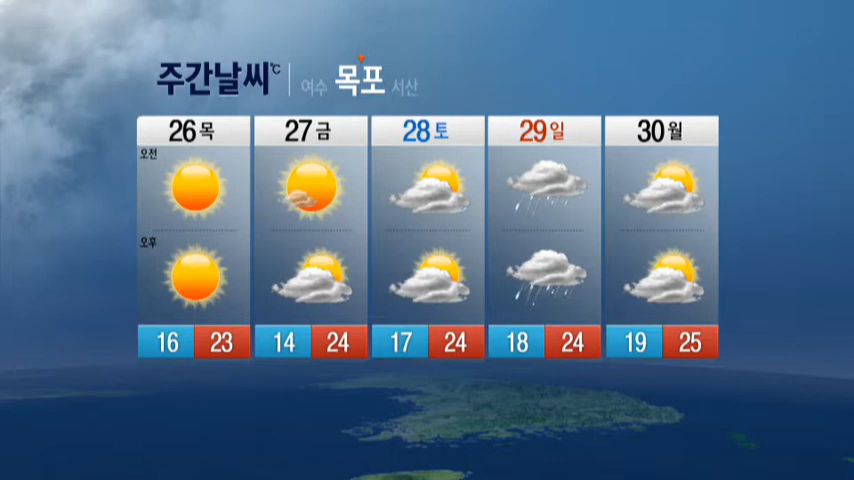 주간날씨 ℃ 여수 목포 서산
26 목 27 금 28 토 29 일 30 월
오전
오후
16 23 14 24 17 24 18 24 19 25